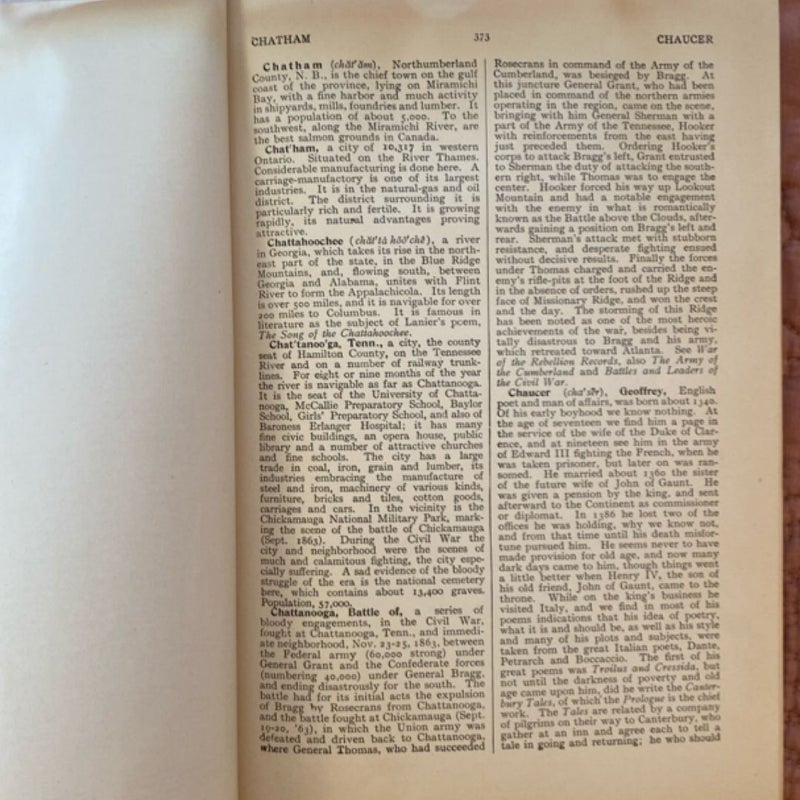 CHATHAM 373 CHAUCER
Chatham (chăt'ăm), Northumberland
County, N. B., is the chief town on the gulf
coast of the province, lying on Miramichi
Bay, with a fine harbor and much activity
in shipyards, mills, foundries and lumber. It
has a population of about 5,000. To the
southwest, along the Miramichi River, are
the best salmon grounds in Canada.
Chat'ham, a city of 10,317 in western
Ontario. Situated on the River Thames.
Considerable manufacturing is done here. A
carriage-manufactory is one of its largest
industries. It is in the natural-gas and oil
district. The district surrounding it is
particularly rich and fertile. It is growing
rapidly, its natural advantages proving
attractive.
Chattahoochee (chăt'tá hōō'chē), a river
in Georgia, which takes its rise in the north-
east part of the state, in the Blue Ridge
Mountains, and, flowing south, between
Georgia and Alabama, unites with Flint
River to form the Appalachicola. Its length
is over 500 miles, and it is navigable for over
200 miles to Columbus. It is famous in
literature as the subject of Lanier's poem,
The Song of the Chattahoochee.
Chat'tanoo'ga, Tenn., a city, the county
seat of Hamilton County, on the Tennessee
River and on a number of railway trunk-
lines. For eight or nine months of the year
the river is navigable as far as Chattanooga.
It is the seat of the University of Chatta-
nooga, McCallie Preparatory School, Baylor
School, Girls' Preparatory School, and also of
Baroness Erlanger Hospital; it has many
fine civic buildings, an opera house, public
library and a number of attractive churches
and fine schools. The city has a large
trade in coal, iron, grain and lumber, its
industries embracing the manufacture of
steel and iron, machinery of various kinds,
furniture, bricks and tiles, cotton goods,
carriages and cars. In the vicinity is the
Chickamauga National Military Park, mark-
ing the scene of the battle of Chickamauga
(Sept. 1863). During the Civil War the
city and neighborhood were the scenes of
much and calamitous fighting, the city espe-
cially suffering. A sad evidence of the bloody
struggle of the era is the national cemetery
here, which contains about 13,400 graves.
Population, 57,000.
Chattanooga, Battle of, a series of
bloody engagements, in the Civil War,
fought at Chattanooga, Tenn., and immedi-
ate neighborhood, Nov. 23-25, 1863, between
the Federal army (60,000 strong) under
General Grant and the Confederate forces
(numbering 40,000) under General Bragg,
and ending disastrously for the south. The
battle had for its initial acts the expulsion
of Bragg by Rosecrans from Chattanooga,
and the battle fought at Chickamauga (Sept.
19-20, '63), in which the Union army was
defeated and driven back to Chattanooga,
where General Thomas, who had succeeded
Rosecrans in command of the Army of the
Cumberland, was besieged by Bragg. At
this juncture General Grant, who had been
placed in command of the northern armies
operating in the region, came on the scene,
bringing with him General Sherman with a
part of the Army of the Tennessee, Hooker
with reinforcements from the east having
just preceded them. Ordering Hooker's
corps to attack Bragg's left, Grant entrusted
to Sherman the duty of attacking the south-
ern right, while Thomas was to engage the
center. Hooker forced his way up Lookout
Mountain and had a notable engagement
with the enemy in what is romantically
known as the Battle above the Clouds, after-
wards gaining a position on Bragg's left and
rear. Sherman's attack met with stubborn
resistance, and desperate fighting ensued
without decisive results. Finally the forces
under Thomas charged and carried the en-
emy's rifle-pits at the foot of the Ridge and
in the absence of orders, rushed up the steep
face of Missionary Ridge, and won the crest
and the day. The storming of this Ridge
has been noted as one of the most heroic
achievements of the war, besides being vi-
tally disastrous to Bragg and his army,
which retreated toward Atlanta. See War
of the Rebellion Records, also The Army of
the Cumberland and Battles and Leaders of
the Civil War.
Chaucer (cha'sẽr), Geoffrey, English
poet and man of affairs, was born about 1340.
Of his early boyhood we know nothing. At
the age of seventeen we find him a page in
the service of the wife of the Duke of Clar-
ence, and at nineteen see him in the army
of Edward III fighting the French, when he
was taken prisoner, but later on was ran-
somed. He married about 1360 the sister
of the future wife of John of Gaunt. He
was given a pension by the king, and sent
afterward to the Continent as commissioner
or diplomat. In 1386 he lost two of the
offices he was holding, why we know not,
and from that time until his death misfor-
tune pursued him. He seems never to have
made provision for old age, and now many
dark days came to him, though things went
a little better when Henry IV, the son of
his old friend, John of Gaunt, came to the
throne. While on the king's business he
visited Italy, and we find in most of his
poems indications that his idea of poetry,
what it is and should be, as well as his style
and many of his plots and subjects, were
taken from the great Italian poets, Dante,
Petrarch and Boccaccio. The first of his
great poems was Troilus and Cressida, but
not until the darkness of poverty and old
age came upon him, did he write the Canter-
bury Tales, of which the Prologue is the chief
work. The Tales are related by a company
of pilgrims on their way to Canterbury, who
gather at an inn and agree each to tell a
tale in going and returning; he who should